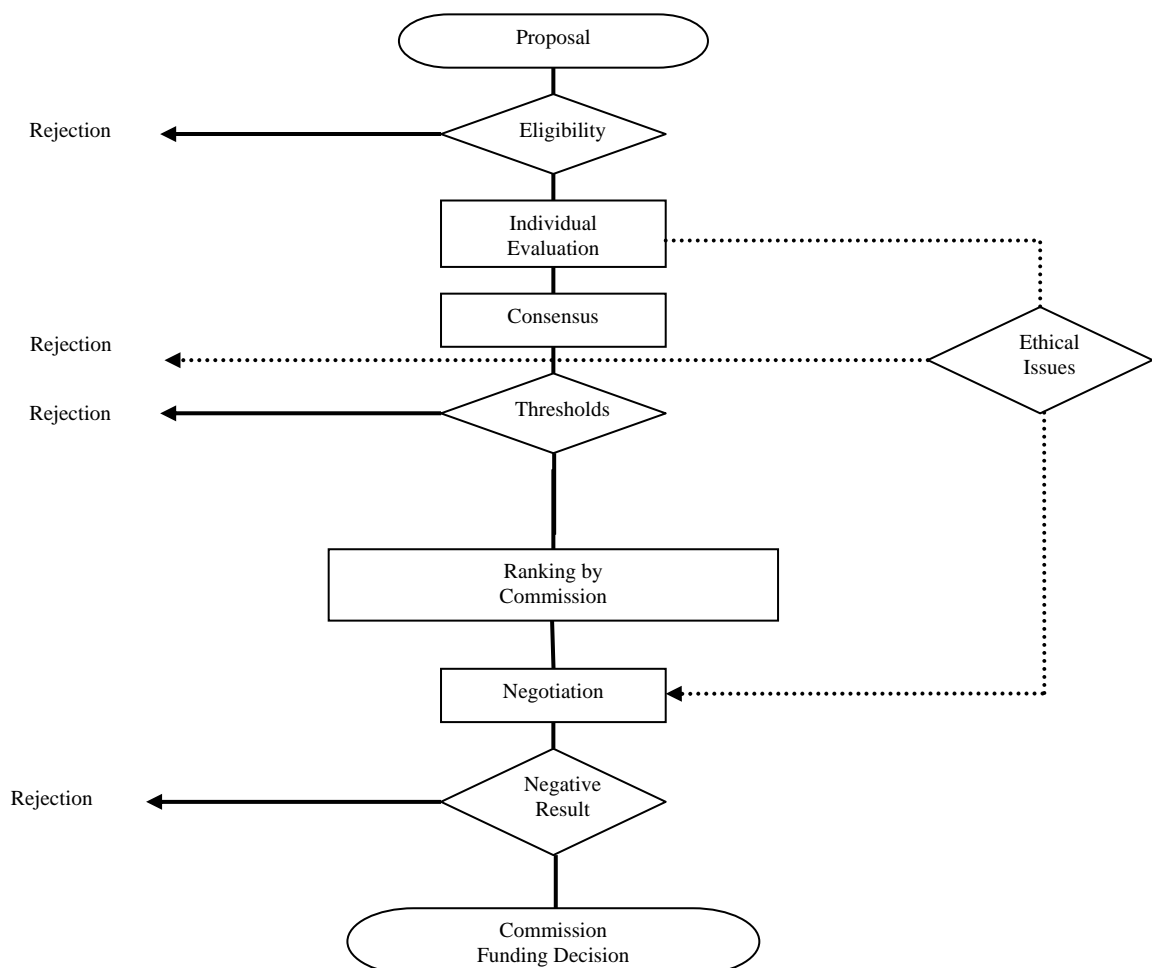 Proposal
Rejection
Eligibility
Individual
Evaluation
Consensus
Rejection
Ethical
Issues
Rejection
Thresholds
Ranking by
Commission
Negotiation
Rejection
Negative
Result
Commission
Funding Decision